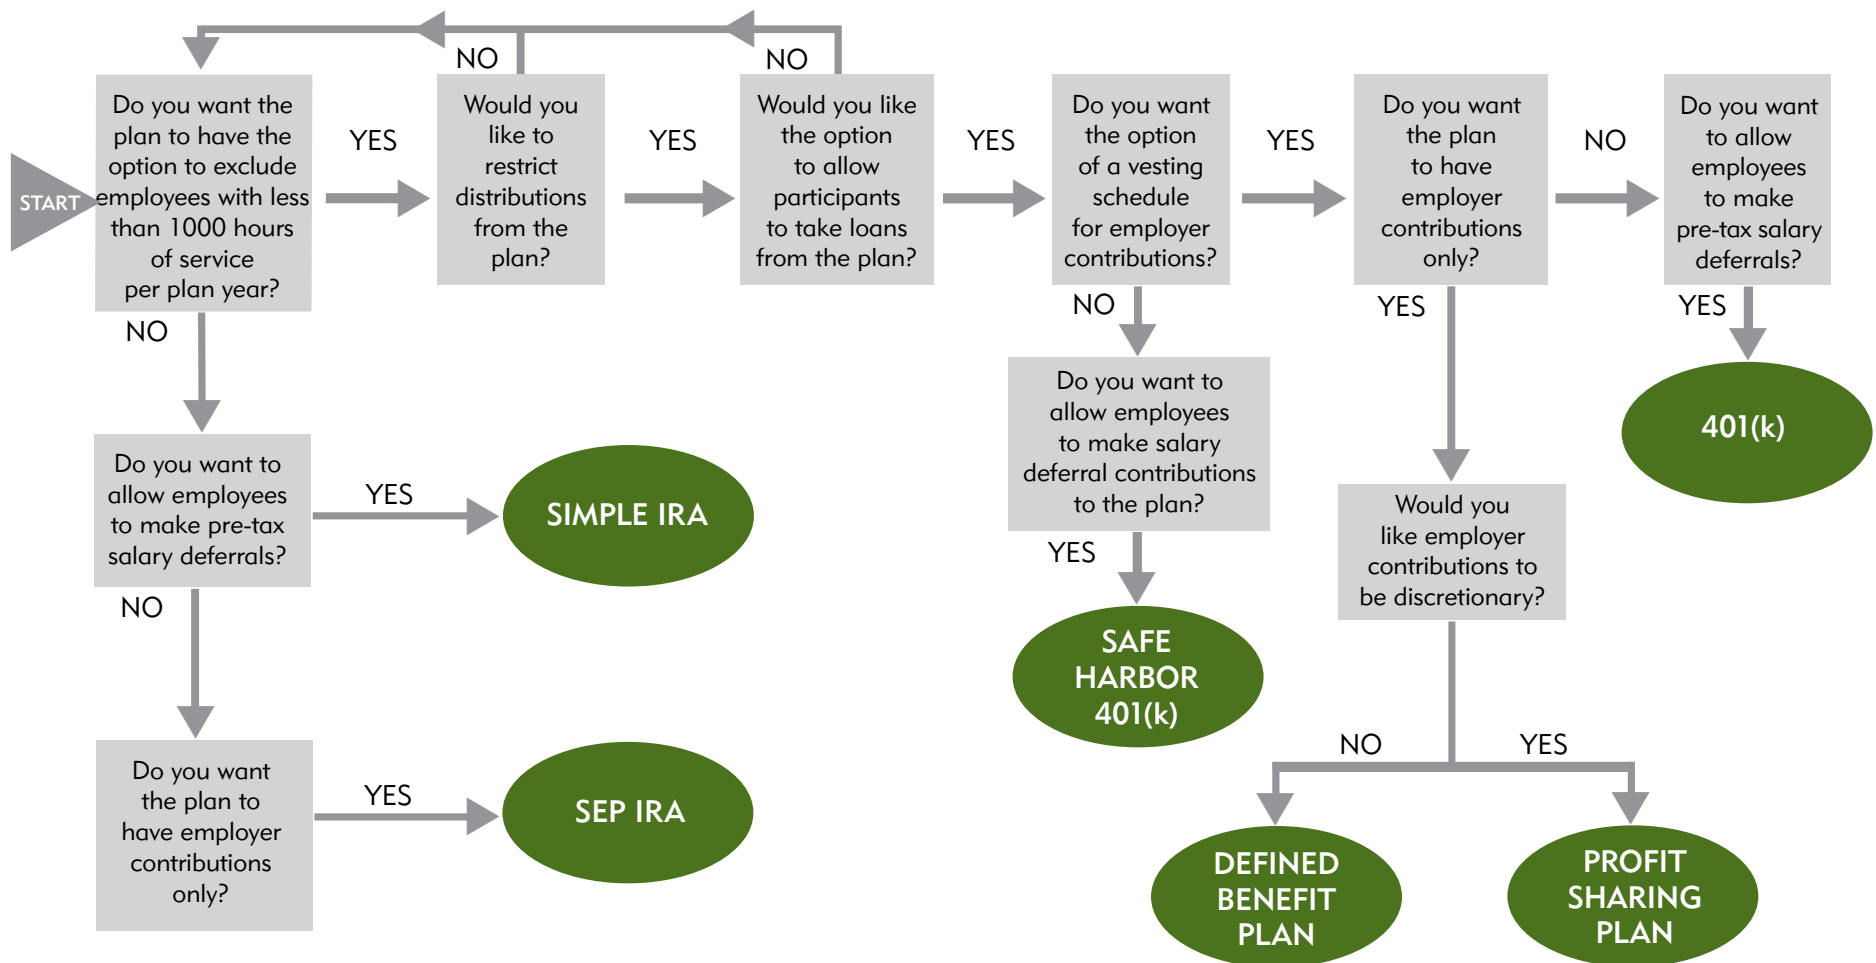 START
Do you want the
plan to have the
option to exclude
employees with less
than 1000 hours
of service
per plan year?
YES
NO
Would you
like to
restrict
distributions
from the
plan?
NO
YES
Would you like
the option
to allow
participants
to take loans
from the plan?
NO
YES
Do you want
the option
of a vesting
schedule
for employer
contributions?
YES
NO
Do you want
the plan
to have
employer
contributions
only?
NO
YES
Do you want
to allow
employees
to make
pre-tax salary
deferrals?
YES
401(k)
Do you want to
allow employees
to make salary
deferral contributions
to the plan?
YES
SAFE
HARBOR
401(k)
Would you
like employer
contributions to
be discretionary?
NO
YES
DEFINED
BENEFIT
PLAN
PROFIT
SHARING
PLAN
Do you want to
allow employees
to make pre-tax
salary deferrals?
YES
SIMPLE IRA
NO
Do you want
the plan to
have employer
contributions
only?
YES
SEP IRA